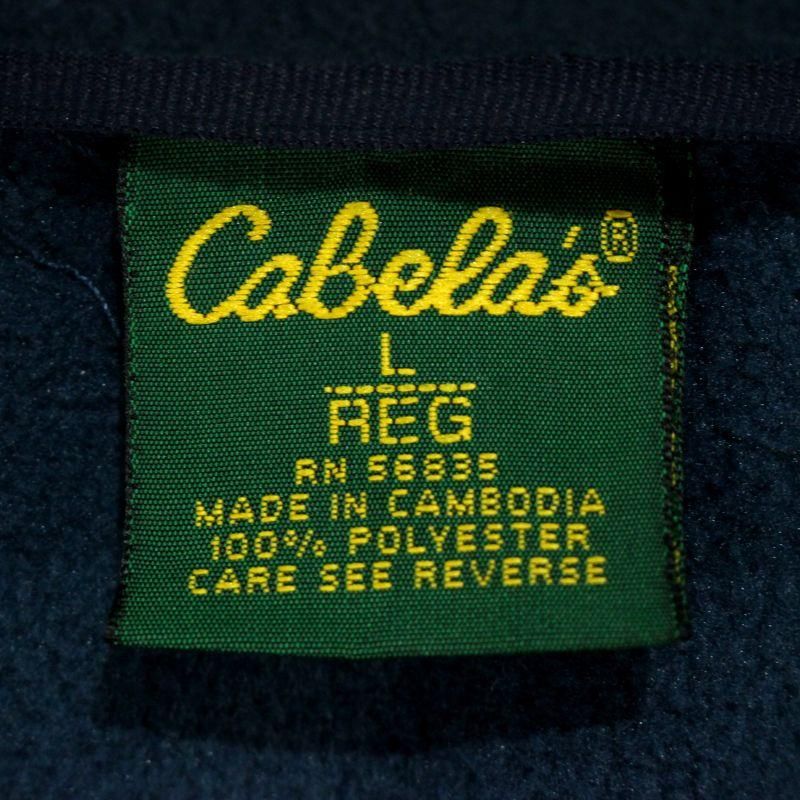 Cabela's®
L
REG
RN 56835
MADE IN CAMBODIA
100% POLYESTER
CARE SEE REVERSE